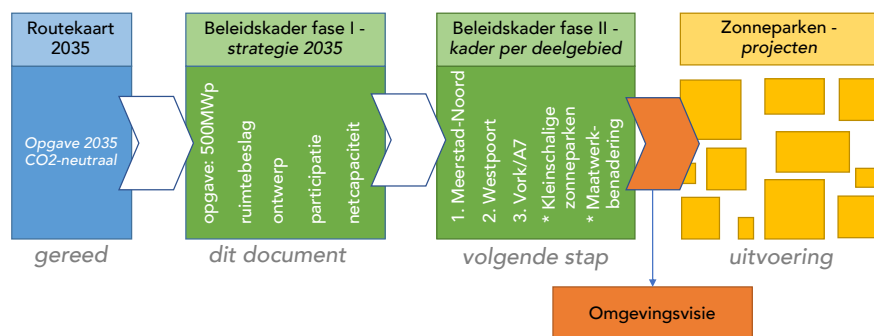 Routekaart
2035
Opgave 2035
CO2-neutraal
gereed
Beleidskader fase I -
strategie 2035
opgave: 500MWp
ruimtebeslag
ontwerp
participatie
netcapaciteit
dit document
Beleidskader fase II -
kader per deelgebied
1. Meerstad-Noord
2. Westpoort
3. Vork/A7
* Kleinschalige
zonneparken
* Maatwerk-
benadering
volgende stap
Zonneparken -
projecten
uitvoering
Omgevingsvisie